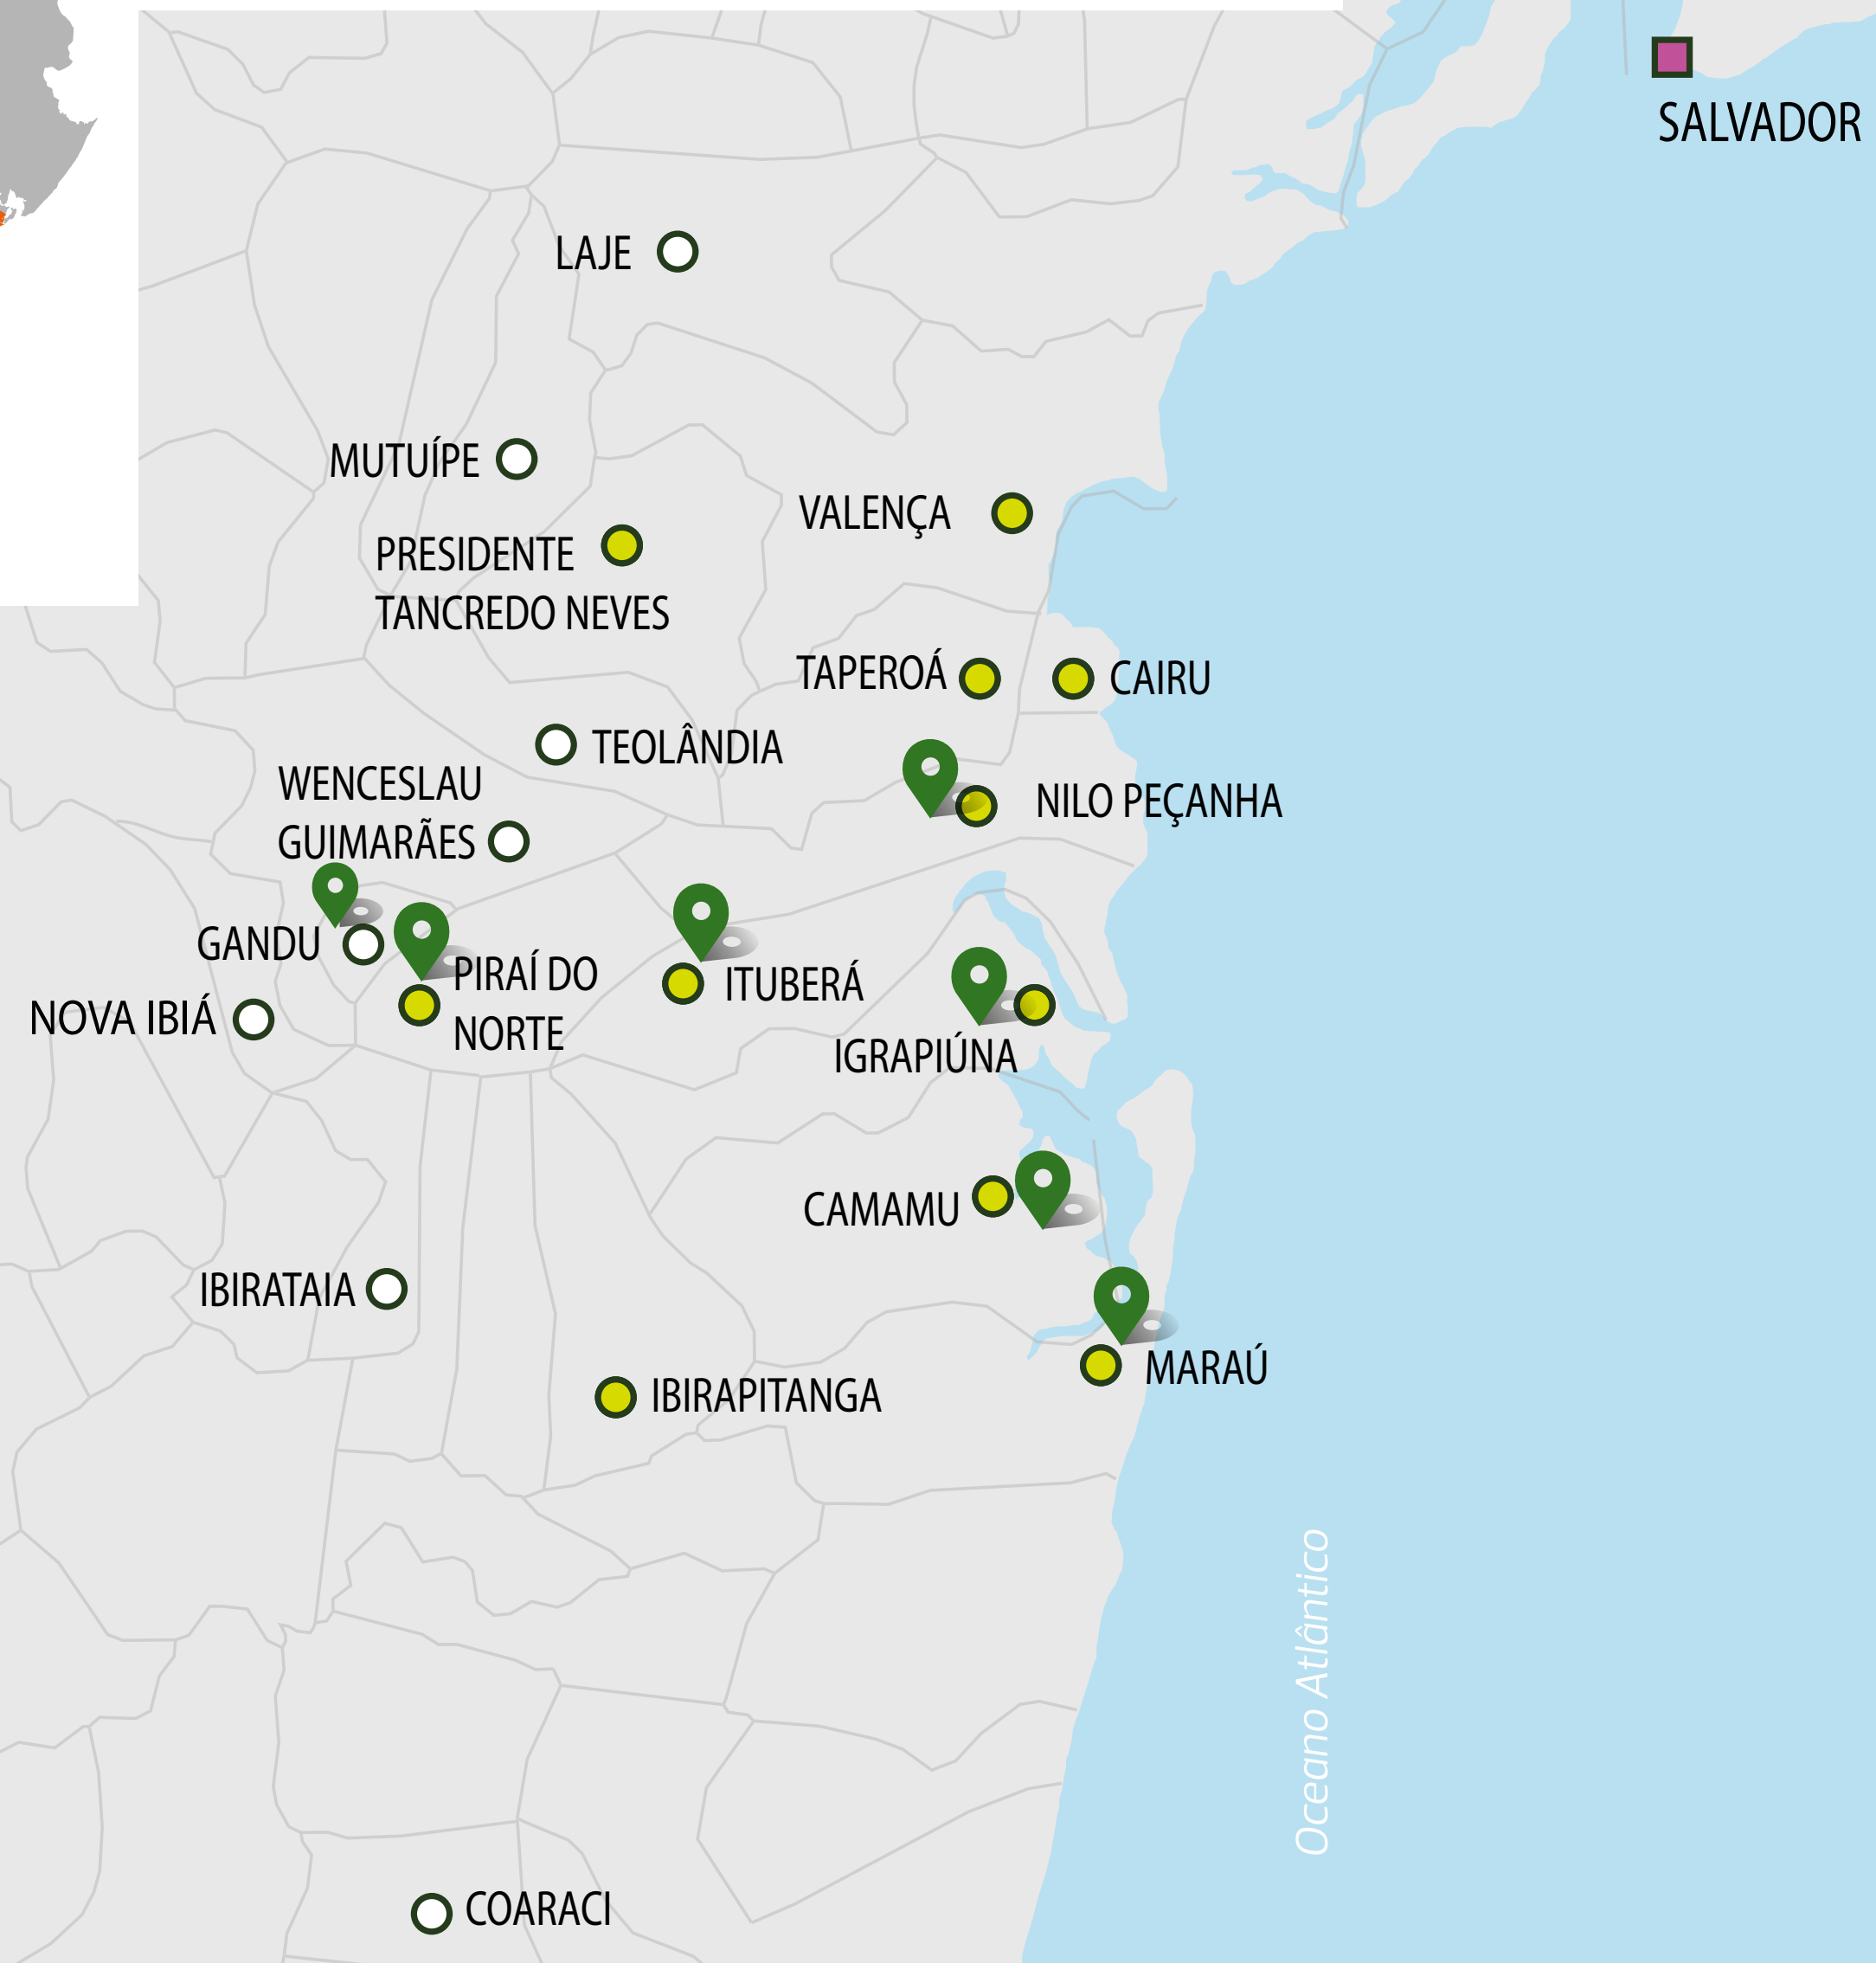 SALVADOR
LAJE
MUTUÍPE
VALENÇA
PRESIDENTE
TANCREDO NEVES
TAPEROÁ
CAIRU
TEOLÂNDIA
WENCESLAU
GUIMARÃES
NILO PEÇANHA
GANDU
PIRAÍ DO
NORTE
ITUBERÁ
NOVA IBIÁ
IGRAPIÚNA
CAMAMU
IBIRATAIA
MARAÚ
IBIRAPITANGA
Oceano Atlântico
COARACI